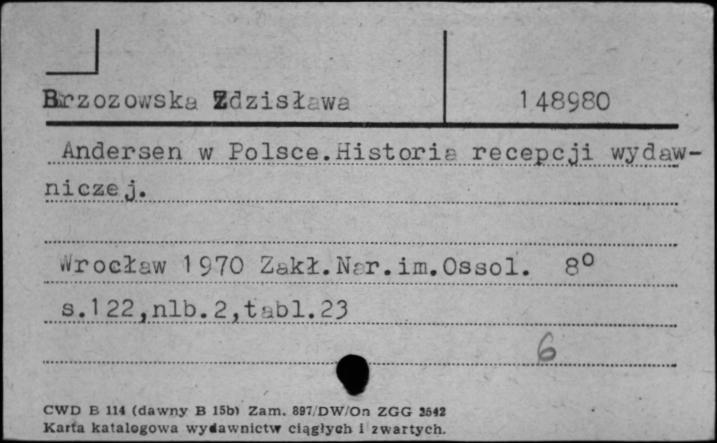 Brzozowska Zdzisława 148980
Andersen w Polsce.Historia recepcji wydaw-
niczej.
Wrocław 1970 Zakł.Nar.im.Ossol. 8°
s.122,nlb.2,tabl.23
6
CWD B 114 (dawny B 15b) Zam. 897/DW/On ZGG 3542
Karta katalogowa wydawnictw ciągłych i zwartych.